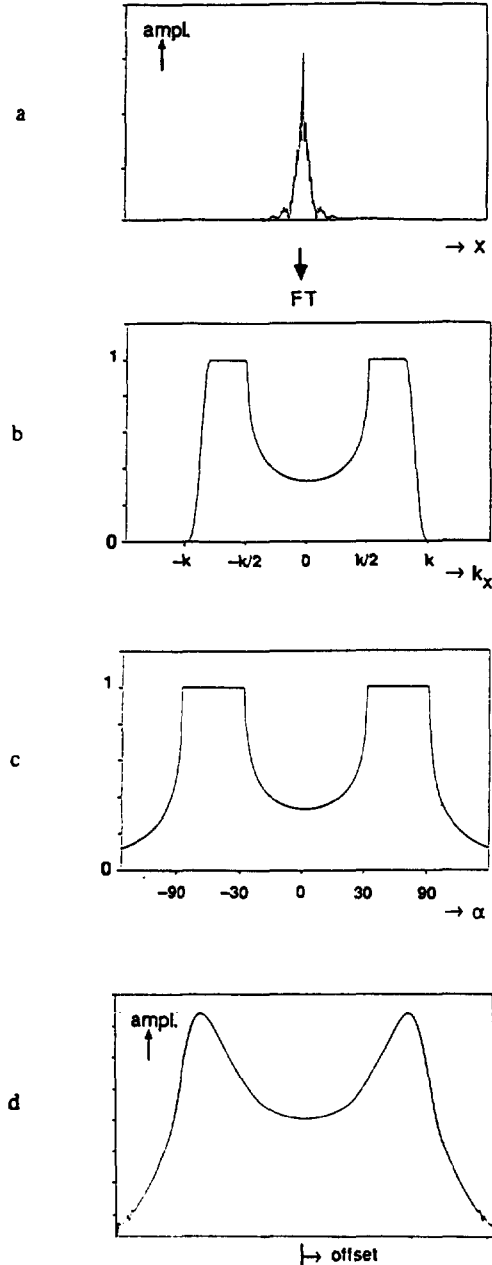 ampl.
a
→ x
FT
1
b
0
-k -k/2 0 k/2 k → kx
1
c
0
-90 -30 0 30 90 → α
ampl.
d
→ offset